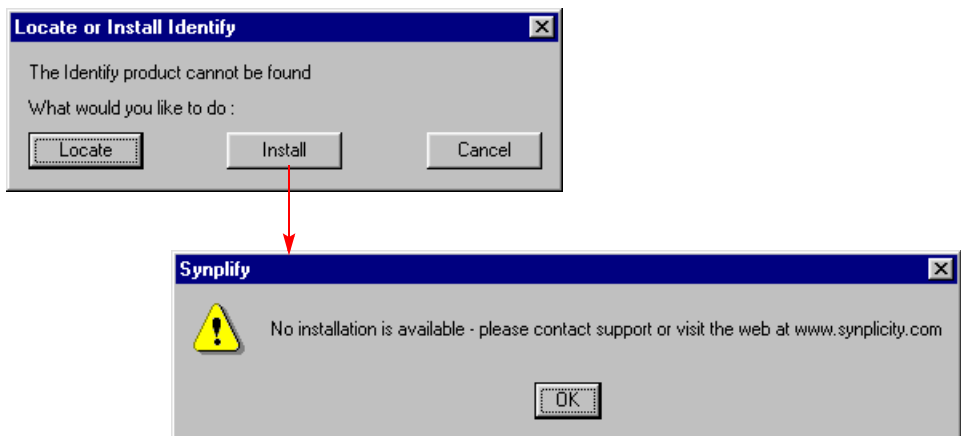 Locate or Install Identify
The Identify product cannot be found
What would you like to do :
Locate Install Cancel
Synplify
No installation is available - please contact support or visit the web at www.synplicity.com
OK